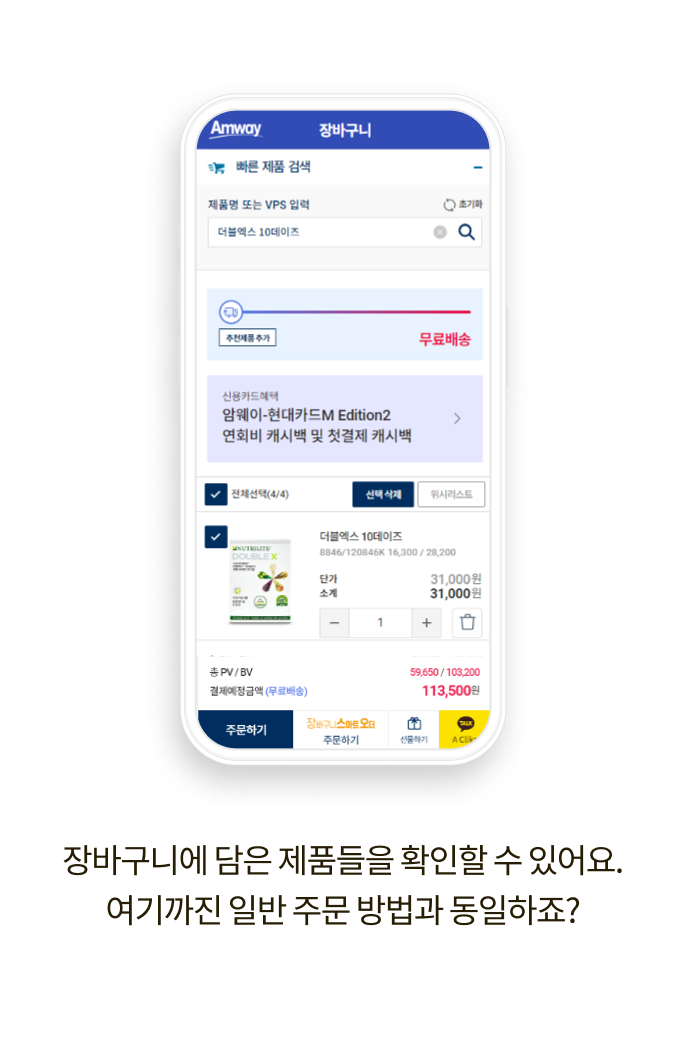 Amway
장바구니
빠른 제품 검색
제품명 또는 VPS 입력
초기화
더블엑스 10데이즈
추천제품 추가
무료배송
신용카드혜택
암웨이-현대카드M Edition2
연회비 캐시백 및 첫결제 캐시백
전체선택(4/4)
선택 삭제
위시리스트
더블엑스 10데이즈
8846/120846K 16,300 / 28,200
NUTRILITE
DOUBLE X
단가
31,000원
소계
31,000원
1
총 PV / BV
59,650 / 103,200
결제예정금액 (무료배송)
113,500원
주문하기
장바구니스마트오더
주문하기
선물하기
TALK
장바구니에 담은 제품들을 확인할 수 있어요.
여기까진 일반 주문 방법과 동일하죠?